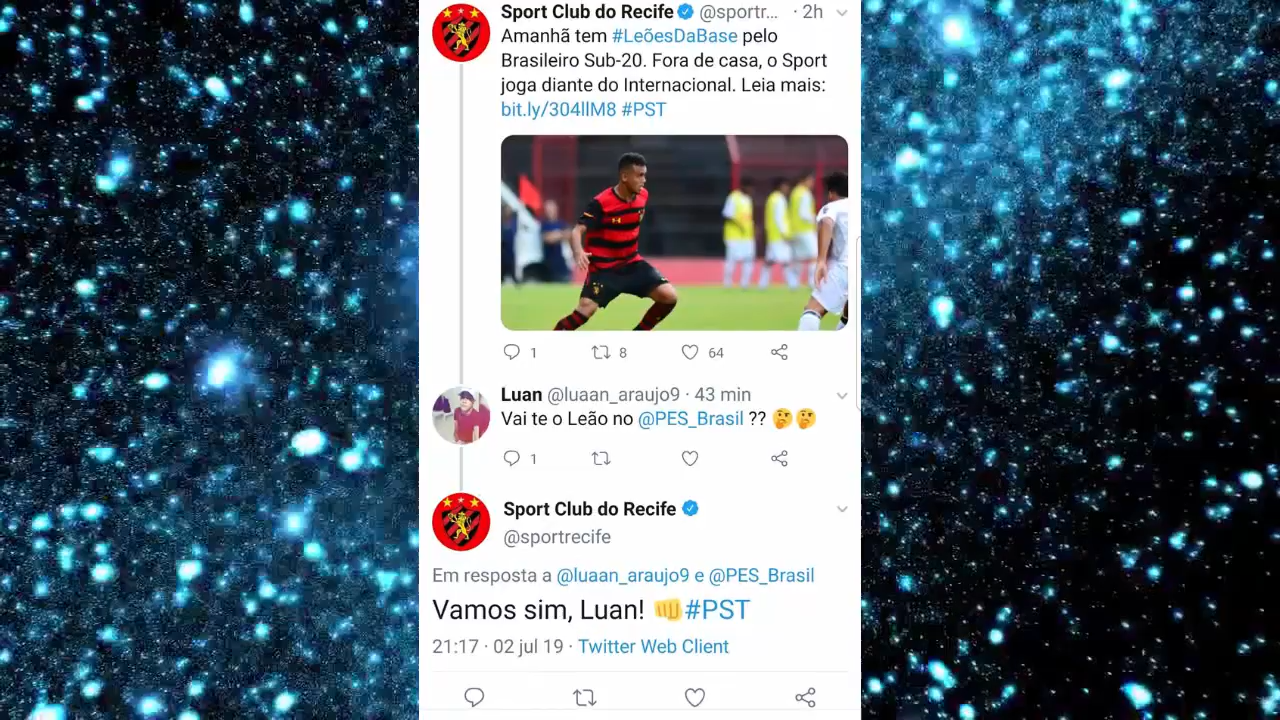 Sport Club do Recife @sportr... · 2h
Amanhã tem #LeõesDaBase pelo
Brasileiro Sub-20. Fora de casa, o Sport
joga diante do Internacional. Leia mais:
bit.ly/304llM8 #PST
1 8 64
Luan @luaan_araujo9 · 43 min
Vai te o Leão no @PES_Brasil ?? 🤔🤔
1
Sport Club do Recife
@sportrecife
Em resposta a @luaan_araujo9 e @PES_Brasil
Vamos sim, Luan! 👊#PST
21:17 · 02 jul 19 · Twitter Web Client